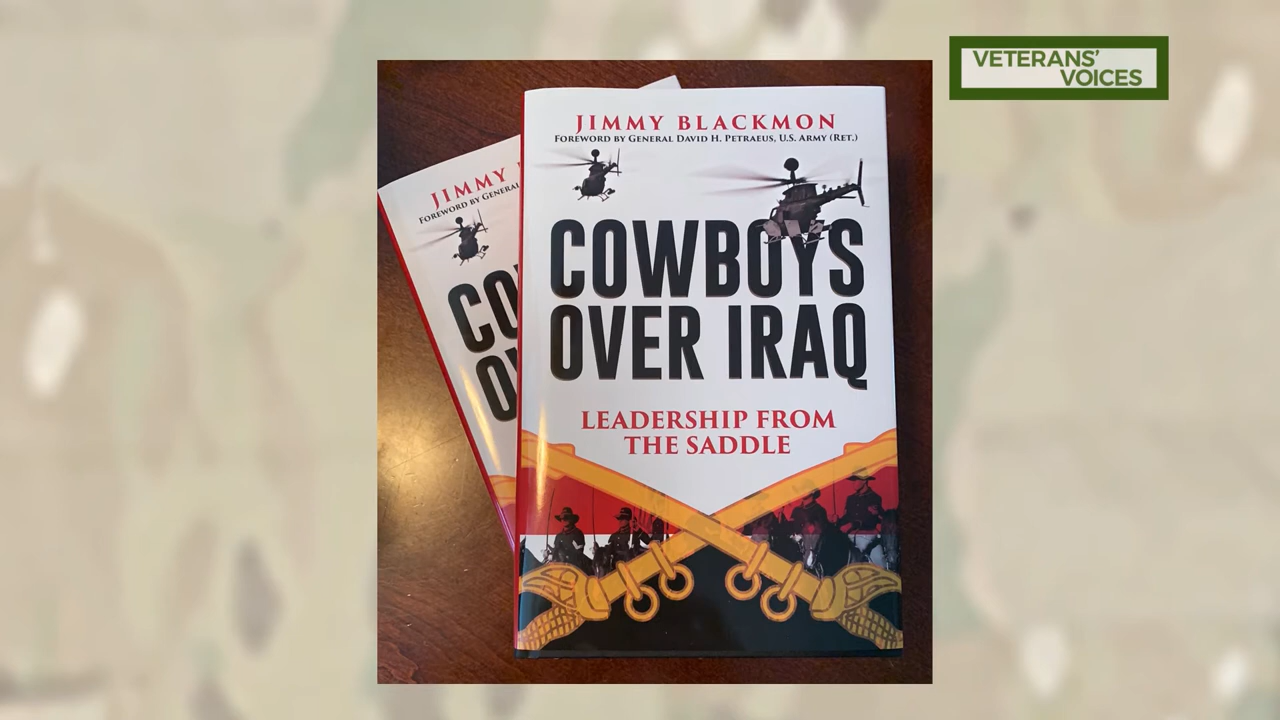 VETERANS'
VOICES
JIMMY BLACKMON
FOREWORD BY GENERAL DAVID H. PETRAEUS, U.S. ARMY (RET.)
COWBOYS
OVER IRAQ
LEADERSHIP FROM
THE SADDLE
JIMMY
FOREWORD BY GENERAL
CO
O